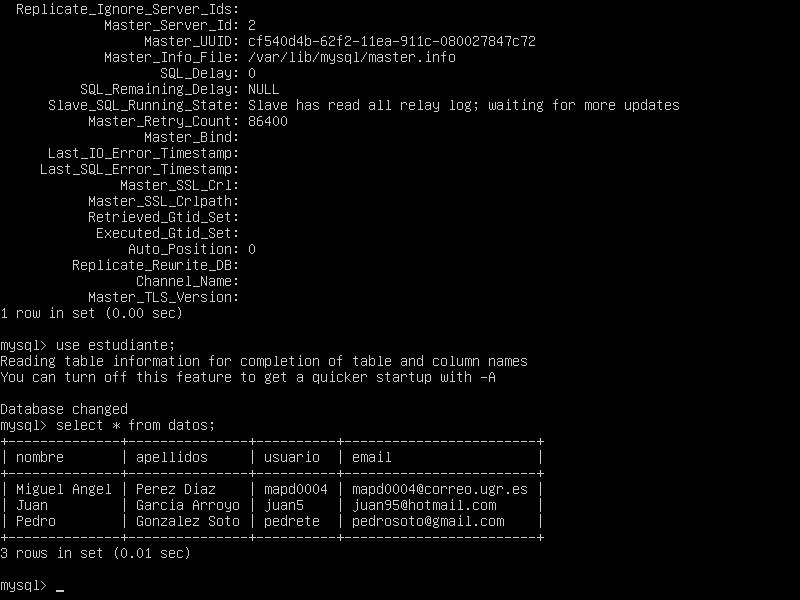 Replicate_Ignore_Server_Ids:
Master_Server_Id: 2
Master_UUID: cf540d4b-62f2-11ea-911c-080027847c72
Master_Info_File: /var/lib/mysql/master.info
SQL_Delay: 0
SQL_Remaining_Delay: NULL
Slave_SQL_Running_State: Slave has read all relay log; waiting for more updates
Master_Retry_Count: 86400
Master_Bind:
Last_IO_Error_Timestamp:
Last_SQL_Error_Timestamp:
Master_SSL_Crl:
Master_SSL_Crlpath:
Retrieved_Gtid_Set:
Executed_Gtid_Set:
Auto_Position: 0
Replicate_Rewrite_DB:
Channel_Name:
Master_TLS_Version:
1 row in set (0.00 sec)

mysql> use estudiante;
Reading table information for completion of table and column names
You can turn off this feature to get a quicker startup with -A

Database changed
mysql> select * from datos;
+--------------+---------------+----------+------------------------+
| nombre       | apellidos     | usuario  | email                  |
+--------------+---------------+----------+------------------------+
| Miguel Angel | Perez Diaz    | mapd0004 | mapd0004@correo.ugr.es |
| Juan         | Garcia Arroyo | juan5    | juan95@hotmail.com     |
| Pedro        | Gonzalez Soto | pedrete  | pedrosoto@gmail.com    |
+--------------+---------------+----------+------------------------+
3 rows in set (0.01 sec)

mysql> _